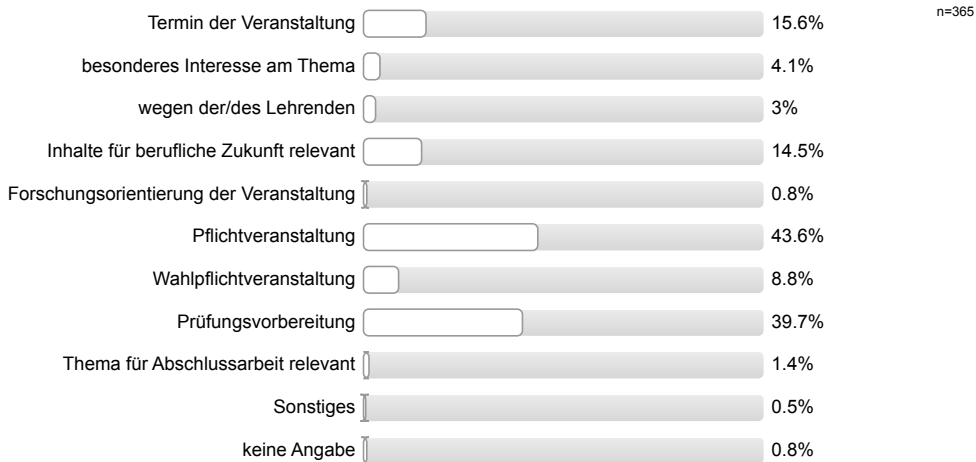 n=365
Termin der Veranstaltung 15.6%
besonderes Interesse am Thema 4.1%
wegen der/des Lehrenden 3%
Inhalte für berufliche Zukunft relevant 14.5%
Forschungsorientierung der Veranstaltung 0.8%
Pflichtveranstaltung 43.6%
Wahlpflichtveranstaltung 8.8%
Prüfungsvorbereitung 39.7%
Thema für Abschlussarbeit relevant 1.4%
Sonstiges 0.5%
keine Angabe 0.8%